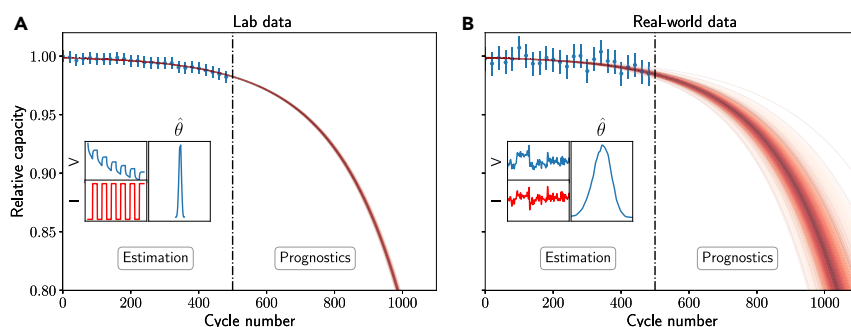 A
Lab data
Relative capacity
1.00
0.95
0.90
0.85
0.80
V
I
θ̂
Estimation
Prognostics
0
200
400
600
800
1000
Cycle number
B
Real-world data
V
I
θ̂
Estimation
Prognostics
0
200
400
600
800
1000
Cycle number